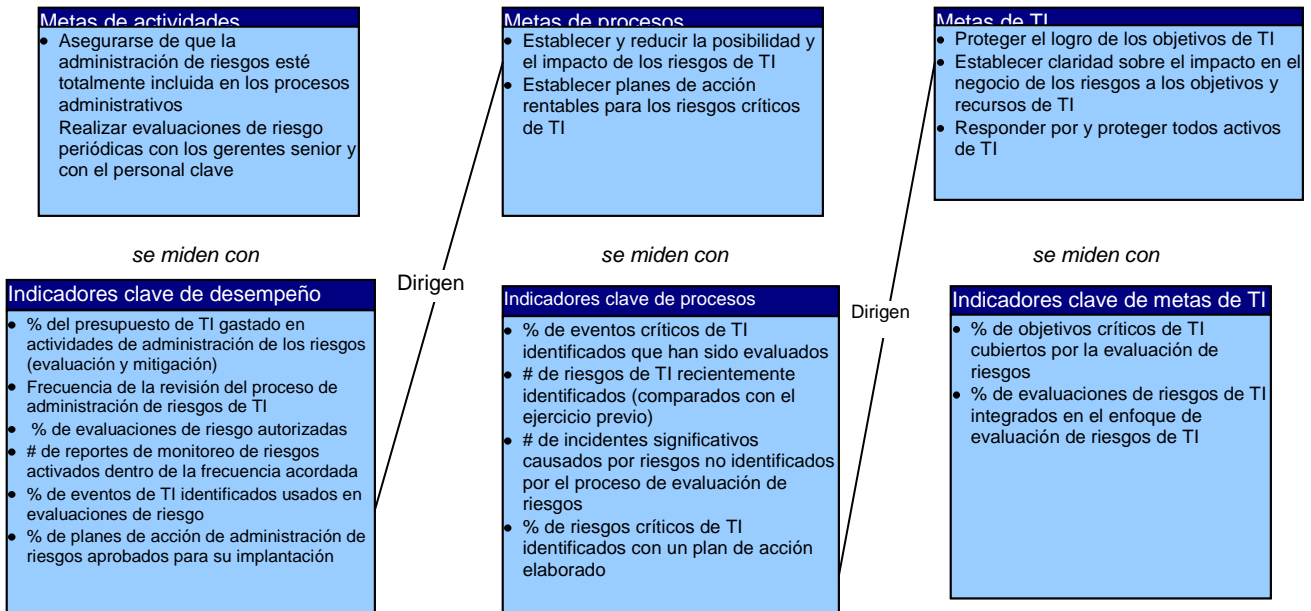 Metas de actividades
• Asegurarse de que la
administración de riesgos esté
totalmente incluida en los procesos
administrativos
Realizar evaluaciones de riesgo
periódicas con los gerentes senior y
con el personal clave
Metas de procesos
• Establecer y reducir la posibilidad y
el impacto de los riesgos de TI
• Establecer planes de acción
rentables para los riesgos críticos
de TI
Metas de TI
• Proteger el logro de los objetivos de TI
• Establecer claridad sobre el impacto en el
negocio de los riesgos a los objetivos y
recursos de TI
• Responder por y proteger todos activos
de TI
se miden con
se miden con
se miden con
Indicadores clave de desempeño
• % del presupuesto de TI gastado en
actividades de administración de los riesgos
(evaluación y mitigación)
• Frecuencia de la revisión del proceso de
administración de riesgos de TI
• % de evaluaciones de riesgo autorizadas
• # de reportes de monitoreo de riesgos
activados dentro de la frecuencia acordada
• % de eventos de TI identificados usados en
evaluaciones de riesgo
• % de planes de acción de administración de
riesgos aprobados para su implantación
Dirigen
Indicadores clave de procesos
• % de eventos críticos de TI
identificados que han sido evaluados
• # de riesgos de TI recientemente
identificados (comparados con el
ejercicio previo)
• # de incidentes significativos
causados por riesgos no identificados
por el proceso de evaluación de
riesgos
• % de riesgos críticos de TI
identificados con un plan de acción
elaborado
Dirigen
Indicadores clave de metas de TI
• % de objetivos críticos de TI
cubiertos por la evaluación de
riesgos
• % de evaluaciones de riesgos de TI
integrados en el enfoque de
evaluación de riesgos de TI